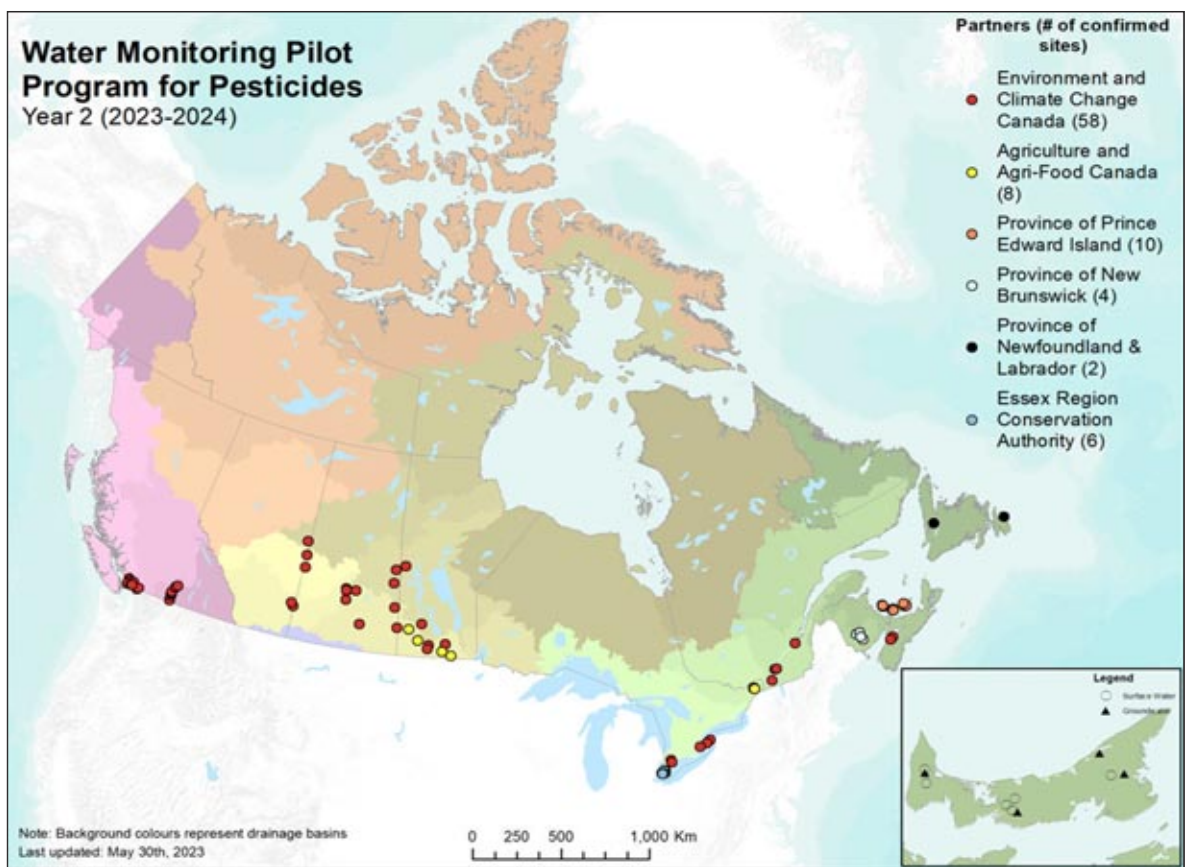 Water Monitoring Pilot
Program for Pesticides
Year 2 (2023-2024)
Partners (# of confirmed
sites)
Environment and
Climate Change
Canada (58)
Agriculture and
Agri-Food Canada
(8)
Province of Prince
Edward Island (10)
Province of New
Brunswick (4)
Province of
Newfoundland &
Labrador (2)
Essex Region
Conservation
Authority (6)
Legend
Surface Water
Note: Background colours represent drainage basins
Last updated: May 30th, 2023
0 250 500 1,000 Km